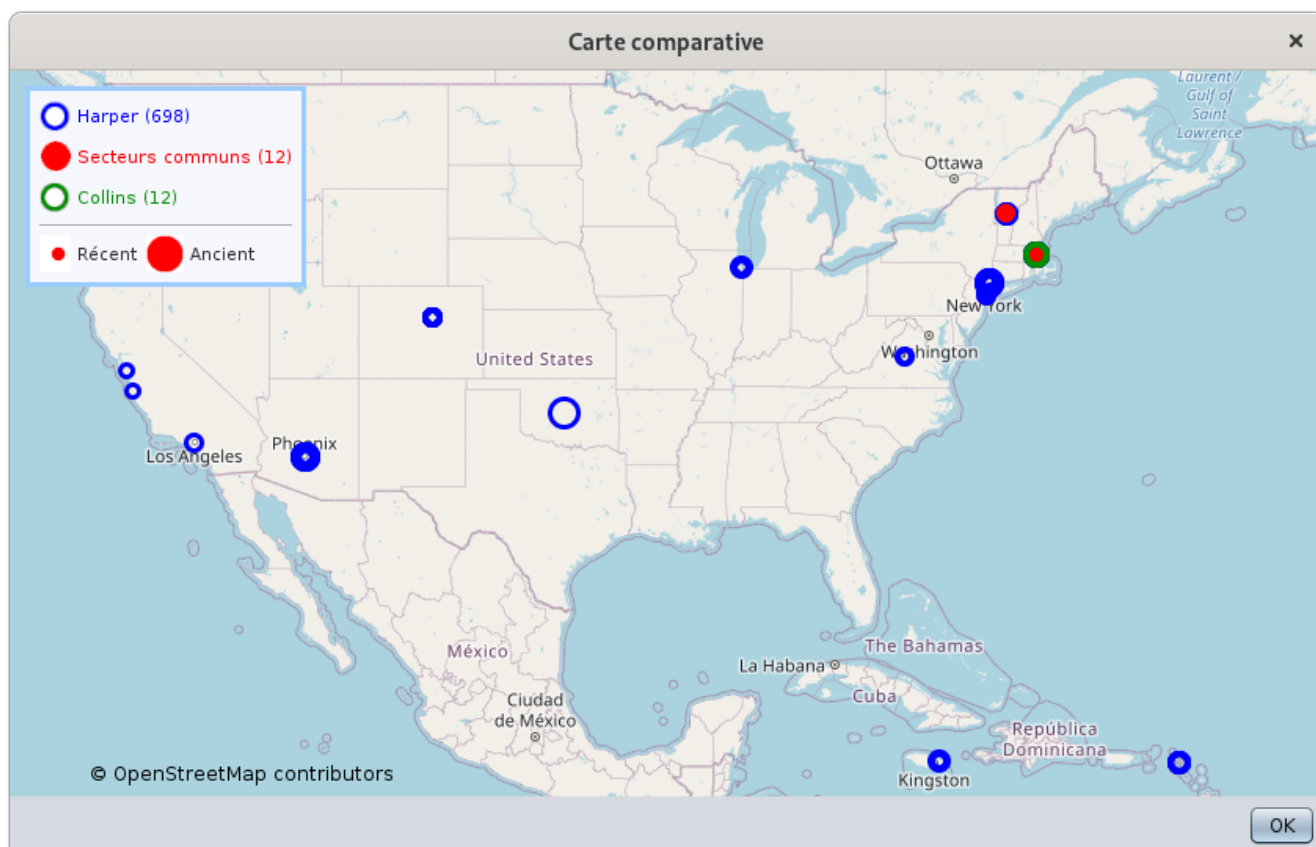 Carte comparative
×
Harper (698)
Secteurs communs (12)
Collins (12)
Récent
Ancient
Laurent /
Gulf of
Saint
Lawrence
Ottawa
New York
Washington
United States
Phoenix
Los Angeles
México
Ciudad
de México
La Habana
The Bahamas
Cuba
República
Dominicana
Kingston
© OpenStreetMap contributors
OK